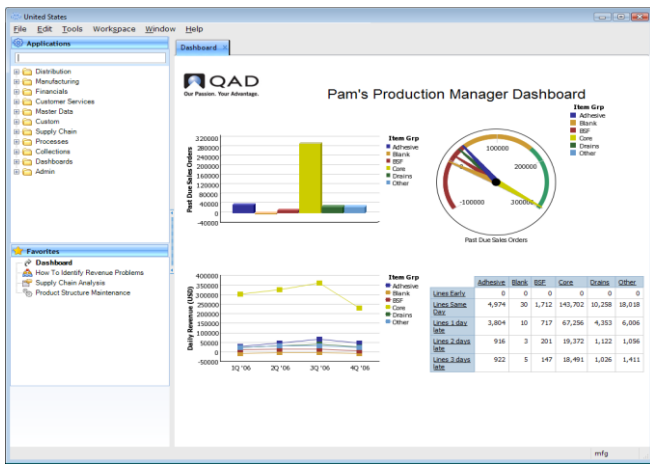 United States
File Edit Tools Workspace Window Help
Applications
Distribution
Manufacturing
Financials
Customer Services
Master Data
Custom
Supply Chain
Processes
Collections
Dashboards
Admin
Favorites
Dashboard
How To Identify Revenue Problems
Supply Chain Analysis
Product Structure Maintenance
Dashboard
QAD
Our Passion. Your Advantage.
Pam's Production Manager Dashboard
Past Due Sales Orders
320000
280000
240000
200000
160000
120000
80000
40000
0
-40000
Item Grp
Adhesive
Blank
BSF
Core
Drains
Other
Item Grp
Adhesive
Blank
BSF
Core
Drains
Other
100000
200000
-100000
300000
Past Due Sales Orders
Daily Revenue (USD)
400000
350000
300000
250000
200000
150000
100000
50000
0
-50000
1Q '06 2Q '06 3Q '06 4Q '06
Item Grp
Adhesive
Blank
BSF
Core
Drains
Other
Adhesive Blank BSF Core Drains Other
Lines Early 0 0 0 0 0 0
Lines Same Day 4,974 30 1,712 143,702 10,258 18,018
Lines 1 day late 3,804 10 717 67,256 4,353 6,006
Lines 2 days late 916 3 201 19,372 1,122 1,056
Lines 3 days late 922 5 147 18,491 1,026 1,411
mfg